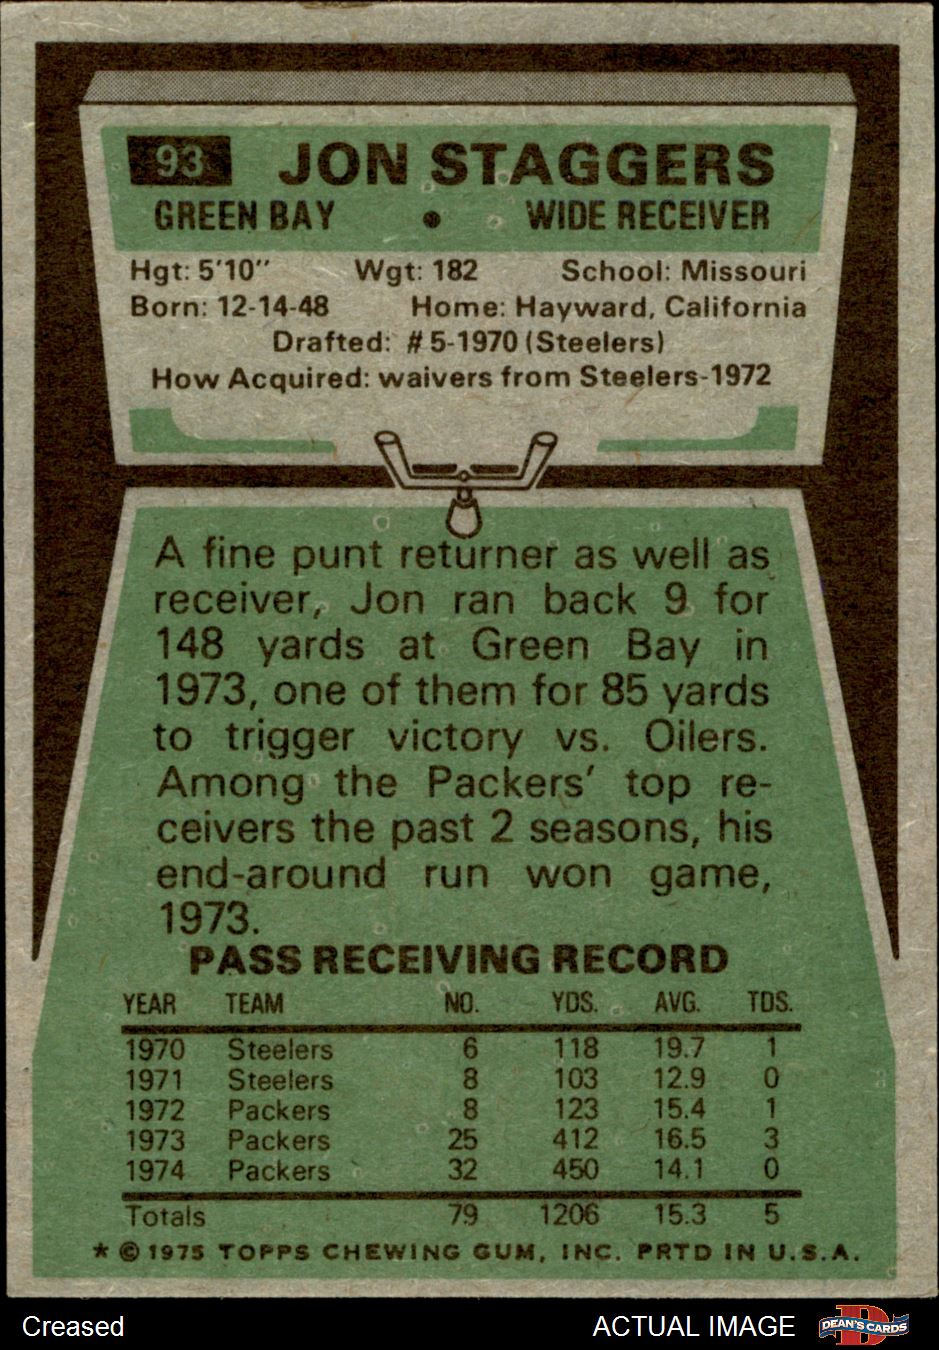 93 JON STAGGERS
GREEN BAY • WIDE RECEIVER
Hgt: 5'10" Wgt: 182 School: Missouri
Born: 12-14-48 Home: Hayward, California
Drafted: #5-1970 (Steelers)
How Acquired: waivers from Steelers-1972
A fine punt returner as well as
receiver, Jon ran back 9 for
148 yards at Green Bay in
1973, one of them for 85 yards
to trigger victory vs. Oilers.
Among the Packers' top re-
ceivers the past 2 seasons, his
end-around run won game,
1973.
PASS RECEIVING RECORD
YEAR TEAM NO. YDS. AVG. TDS.
1970 Steelers 6 118 19.7 1
1971 Steelers 8 103 12.9 0
1972 Packers 8 123 15.4 1
1973 Packers 25 412 16.5 3
1974 Packers 32 450 14.1 0
Totals 79 1206 15.3 5
* © 1975 TOPPS CHEWING GUM, INC. PRTD IN U.S.A.
Creased ACTUAL IMAGE DEAN'S CARDS